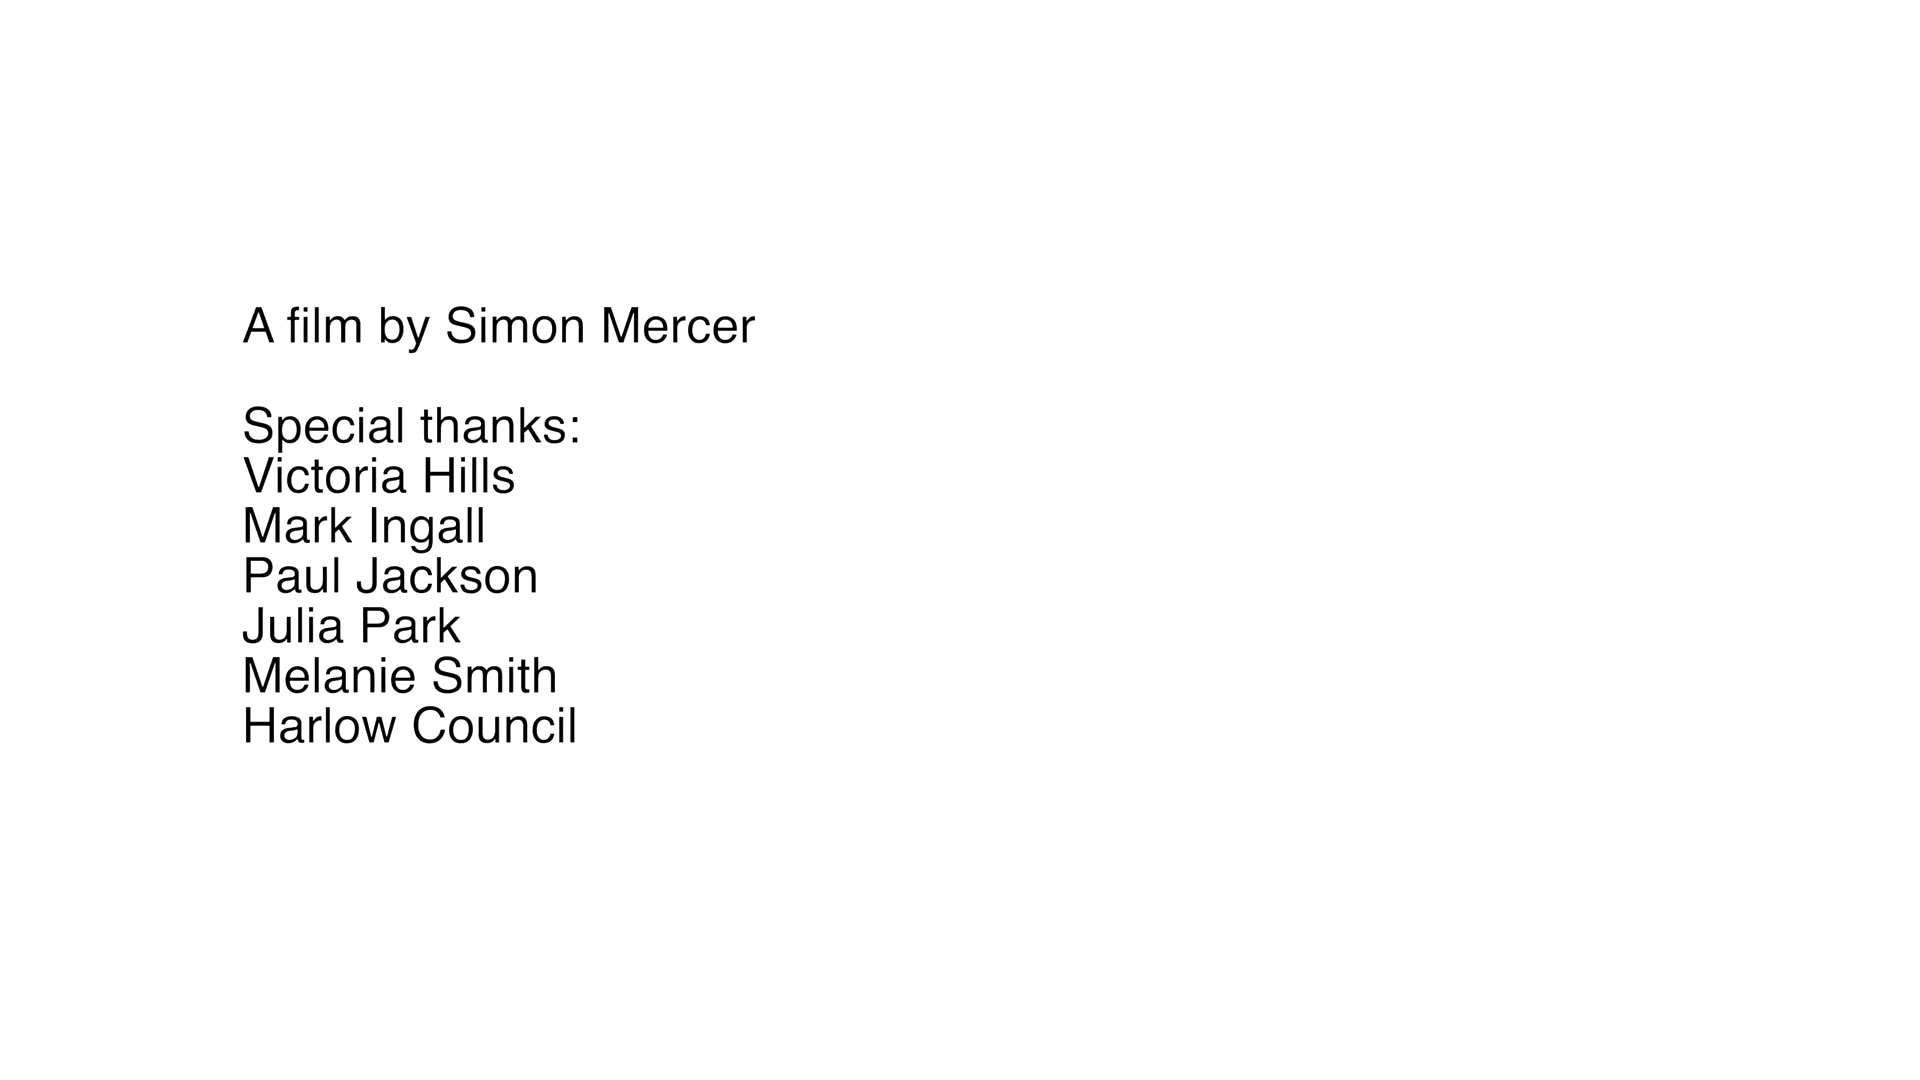 A film by Simon Mercer
Special thanks:
Victoria Hills
Mark Ingall
Paul Jackson
Julia Park
Melanie Smith
Harlow Council